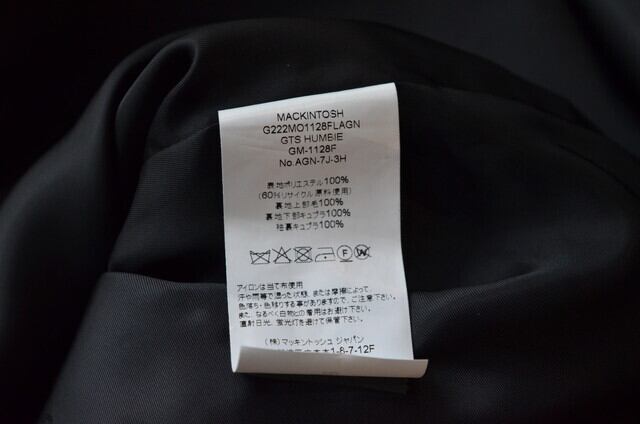 MACKINTOSH
G222MO1128FLAGN
GTS HUMBIE
GM-1128F
No.AGN-7J-3H
表地ポリエステル100%
(60%リサイクル原料使用)
裏地上部毛100%
裏地下部キュプラ100%
袖裏キュプラ100%
F
W
アイロンは当て布使用
汗や雨等で湿った状態、または摩擦によって、
色落ち・色移りする事がありますので、ご注意下さい。
また、なるべく白物との着用はお避け下さい。
直射日光、蛍光灯を避けて保管下さい。
(株)マッキントッシュ ジャパン
1-8-7-12F